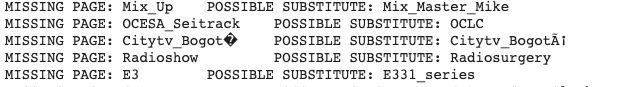 MISSING PAGE: Mix_Up    POSSIBLE SUBSTITUTE: Mix_Master_Mike
MISSING PAGE: OCESA_Seitrack    POSSIBLE SUBSTITUTE: OCLC
MISSING PAGE: Citytv_Bogot�    POSSIBLE SUBSTITUTE: Citytv_BogotÃ¡
MISSING PAGE: Radioshow    POSSIBLE SUBSTITUTE: Radiosurgery
MISSING PAGE: E3    POSSIBLE SUBSTITUTE: E331_series